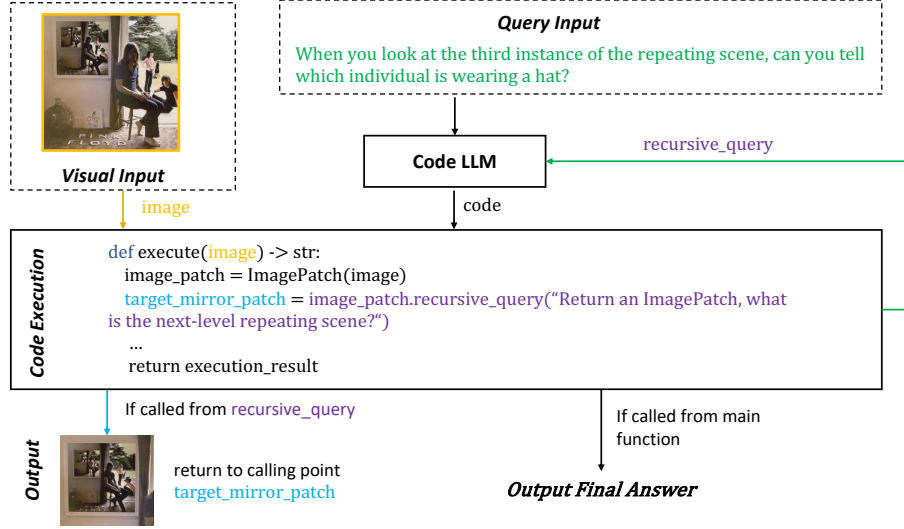 Query Input
When you look at the third instance of the repeating scene, can you tell
which individual is wearing a hat?
PINK
FLOYD
Visual Input
image
Code LLM
recursive_query
code
Code Execution
def execute(image) -> str:
image_patch = ImagePatch(image)
target_mirror_patch = image_patch.recursive_query(“Return an ImagePatch, what
is the next-level repeating scene?“)
...
return execution_result
If called from recursive_query
If called from main
function
Output
return to calling point
target_mirror_patch
Output Final Answer